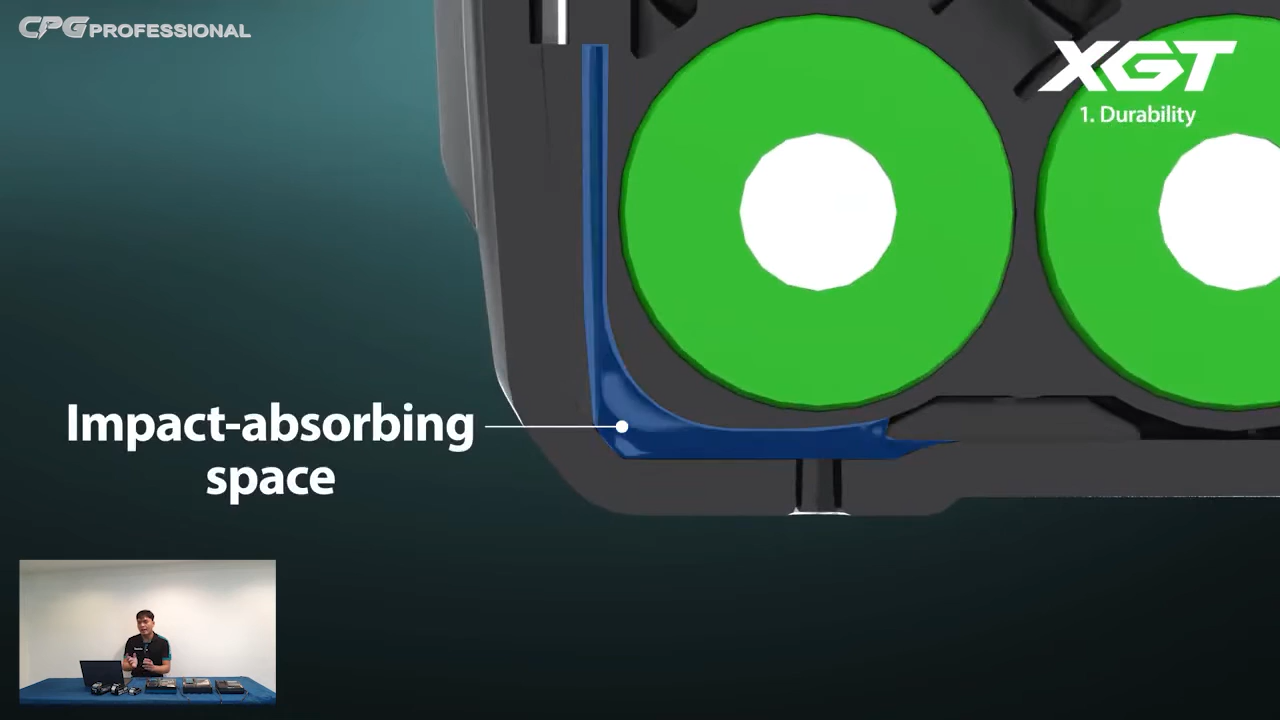 CPG PROFESSIONAL
XGT
1. Durability
Impact-absorbing
space